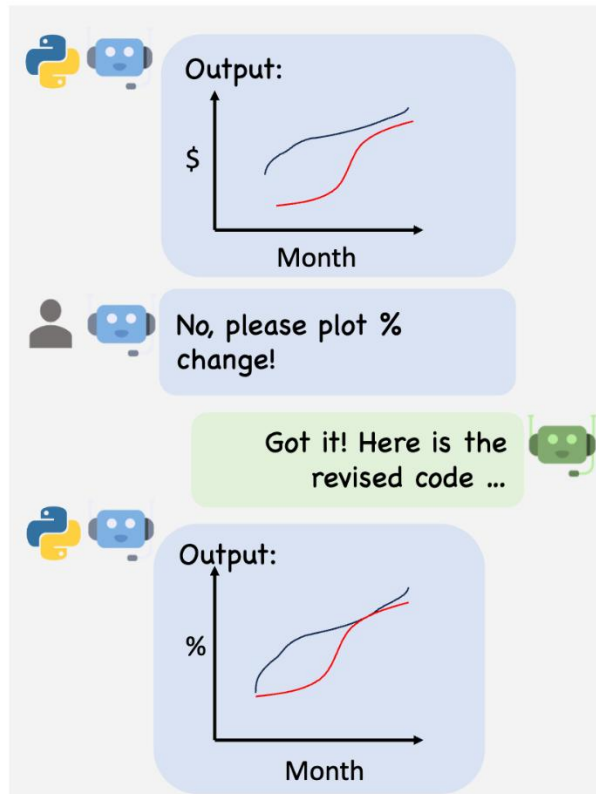 Output:
$
Month
No, please plot %
change!
Got it! Here is the
revised code ...
Output:
%
Month